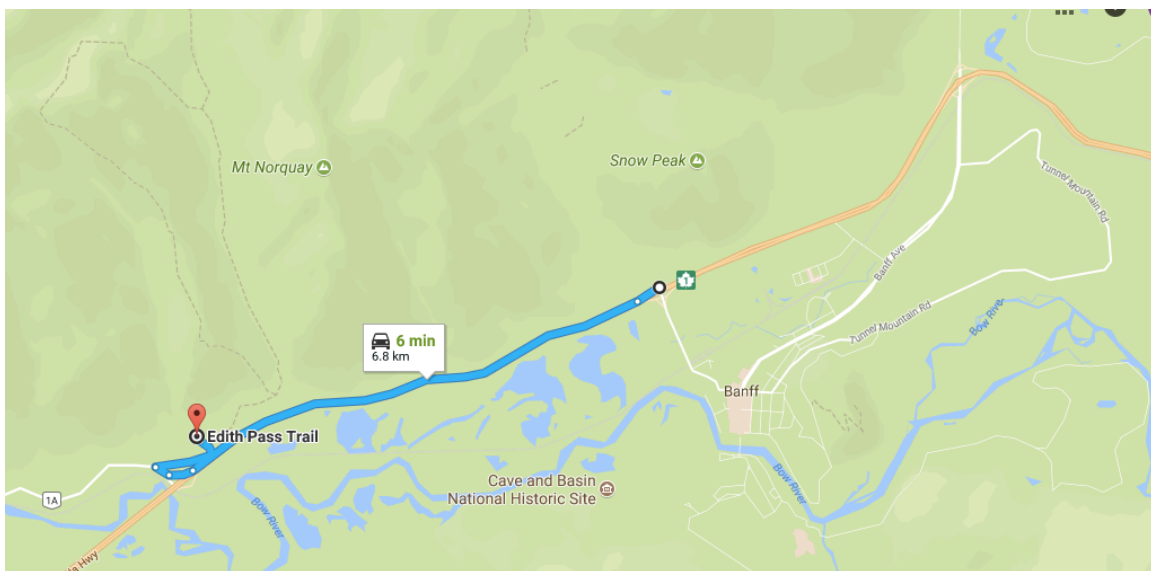 Mt Norquay
Snow Peak
Tunnel Mountain Rd
1
Banff Ave
6 min
6.8 km
Tunnel Mountain Rd
Bow River
Banff
Edith Pass Trail
Cave and Basin
National Historic Site
Bow River
Bow River
1A
Hwy